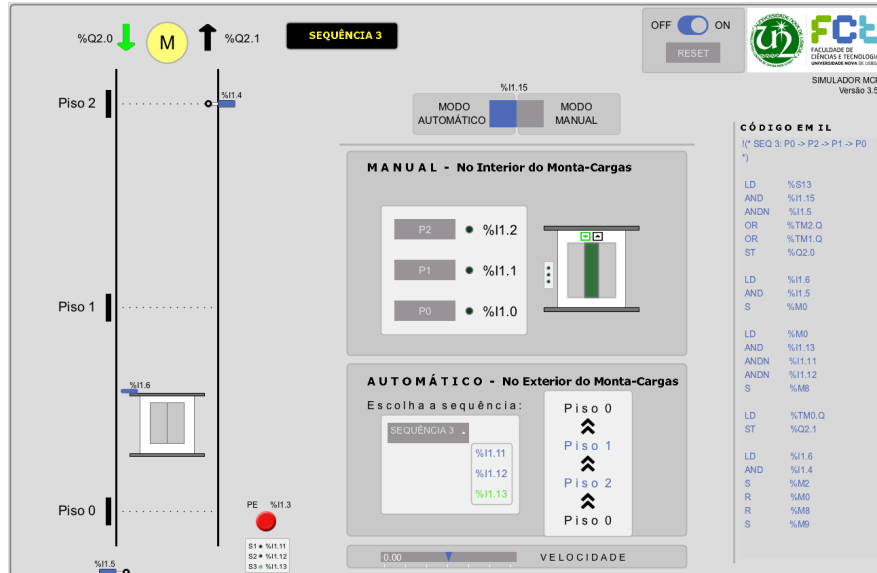 %Q2.0
M
%Q2.1
SEQUÊNCIA 3
OFF
ON
RESET
FCt
FACULDADE DE
CIÊNCIAS E TECNOLOGIA
UNIVERSIDADE NOVA DE LISBOA
SIMULADOR MCP
Versão 3.5
Piso 2
%I1.4
%I1.15
MODO
AUTOMÁTICO
MODO
MANUAL
MANUAL - No Interior do Monta-Cargas
P2
%I1.2
P1
%I1.1
P0
%I1.0
Piso 1
%I1.6
Piso 0
PE %I1.3
S1 %I1.11
S2 %I1.12
S3 %I1.13
%I1.5
AUTOMÁTICO - No Exterior do Monta-Cargas
Escolha a sequência:
SEQUÊNCIA 3
%I1.11
%I1.12
%I1.13
Piso 0
Piso 1
Piso 2
Piso 0
0.00
VELOCIDADE
CÓDIGO EM IL
!(* SEQ 3: P0 -> P2 -> P1 -> P0
*)
LD %S13
AND %I1.15
ANDN %I1.5
OR %TM2.Q
OR %TM1.Q
ST %Q2.0
LD %I1.6
AND %I1.5
S %M0
LD %M0
AND %I1.13
ANDN %I1.11
ANDN %I1.12
S %M8
LD %TM0.Q
ST %Q2.1
LD %I1.6
AND %I1.4
S %M2
R %M0
R %M8
S %M9